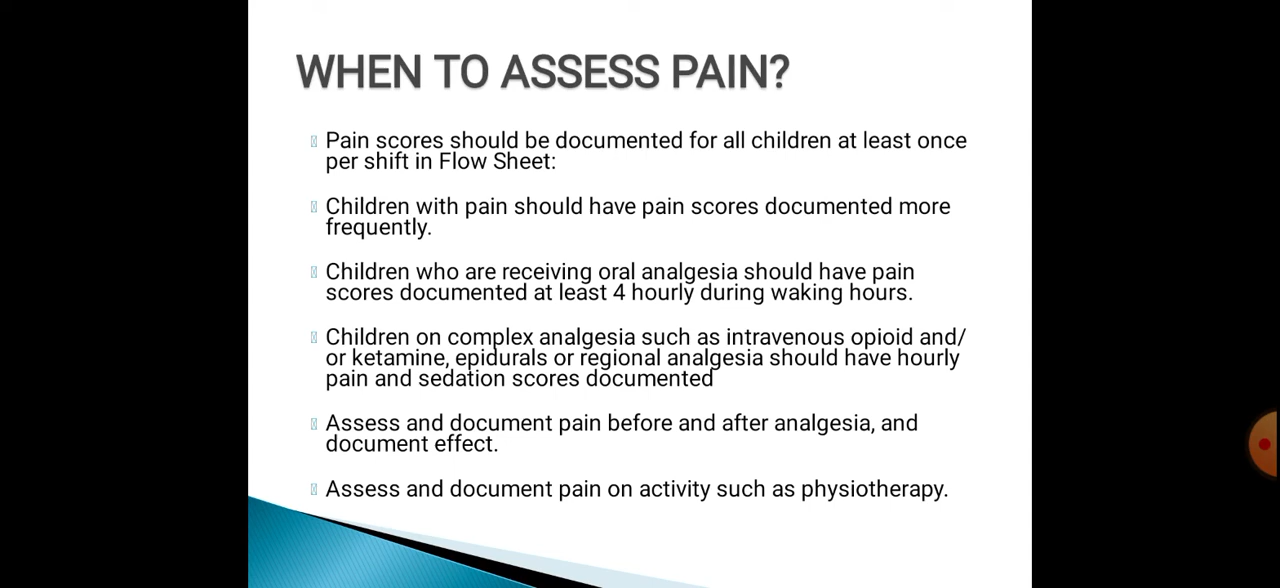 WHEN TO ASSESS PAIN?
Pain scores should be documented for all children at least once
per shift in Flow Sheet:
Children with pain should have pain scores documented more
frequently.
Children who are receiving oral analgesia should have pain
scores documented at least 4 hourly during waking hours.
Children on complex analgesia such as intravenous opioid and/
or ketamine, epidurals or regional analgesia should have hourly
pain and sedation scores documented
Assess and document pain before and after analgesia, and
document effect.
Assess and document pain on activity such as physiotherapy.